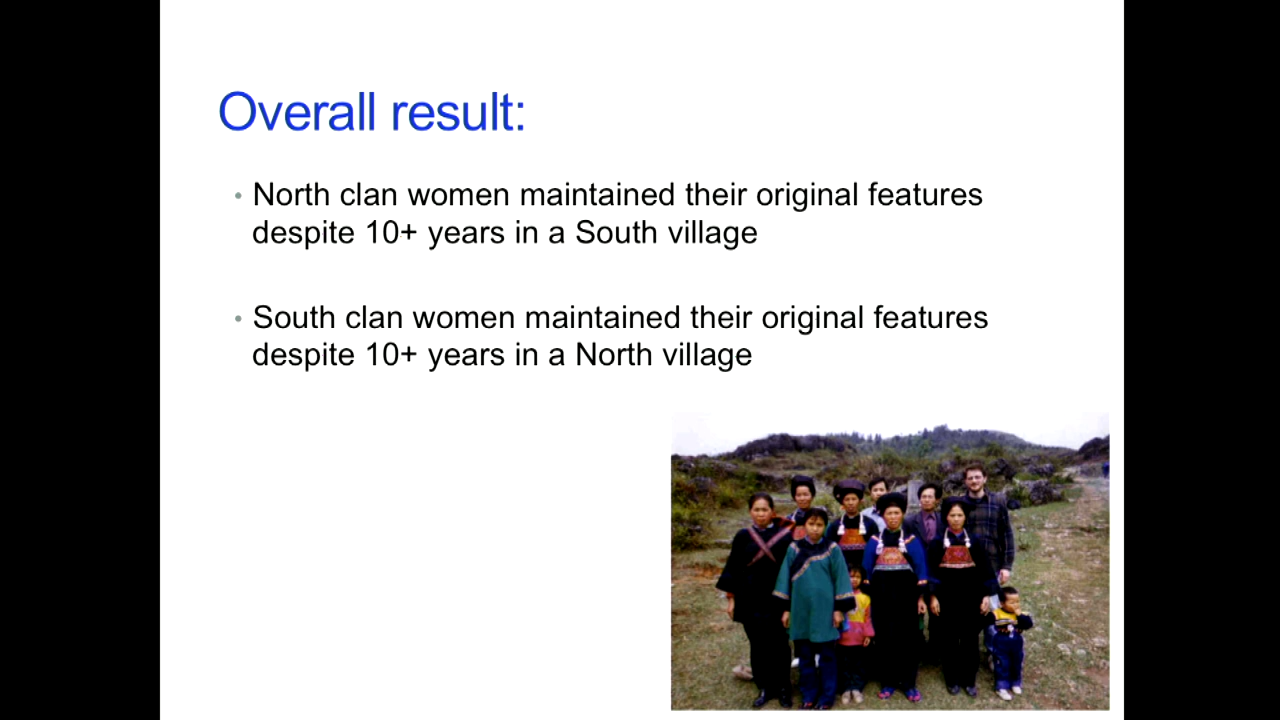 Overall result:
• North clan women maintained their original features
despite 10+ years in a South village
• South clan women maintained their original features
despite 10+ years in a North village